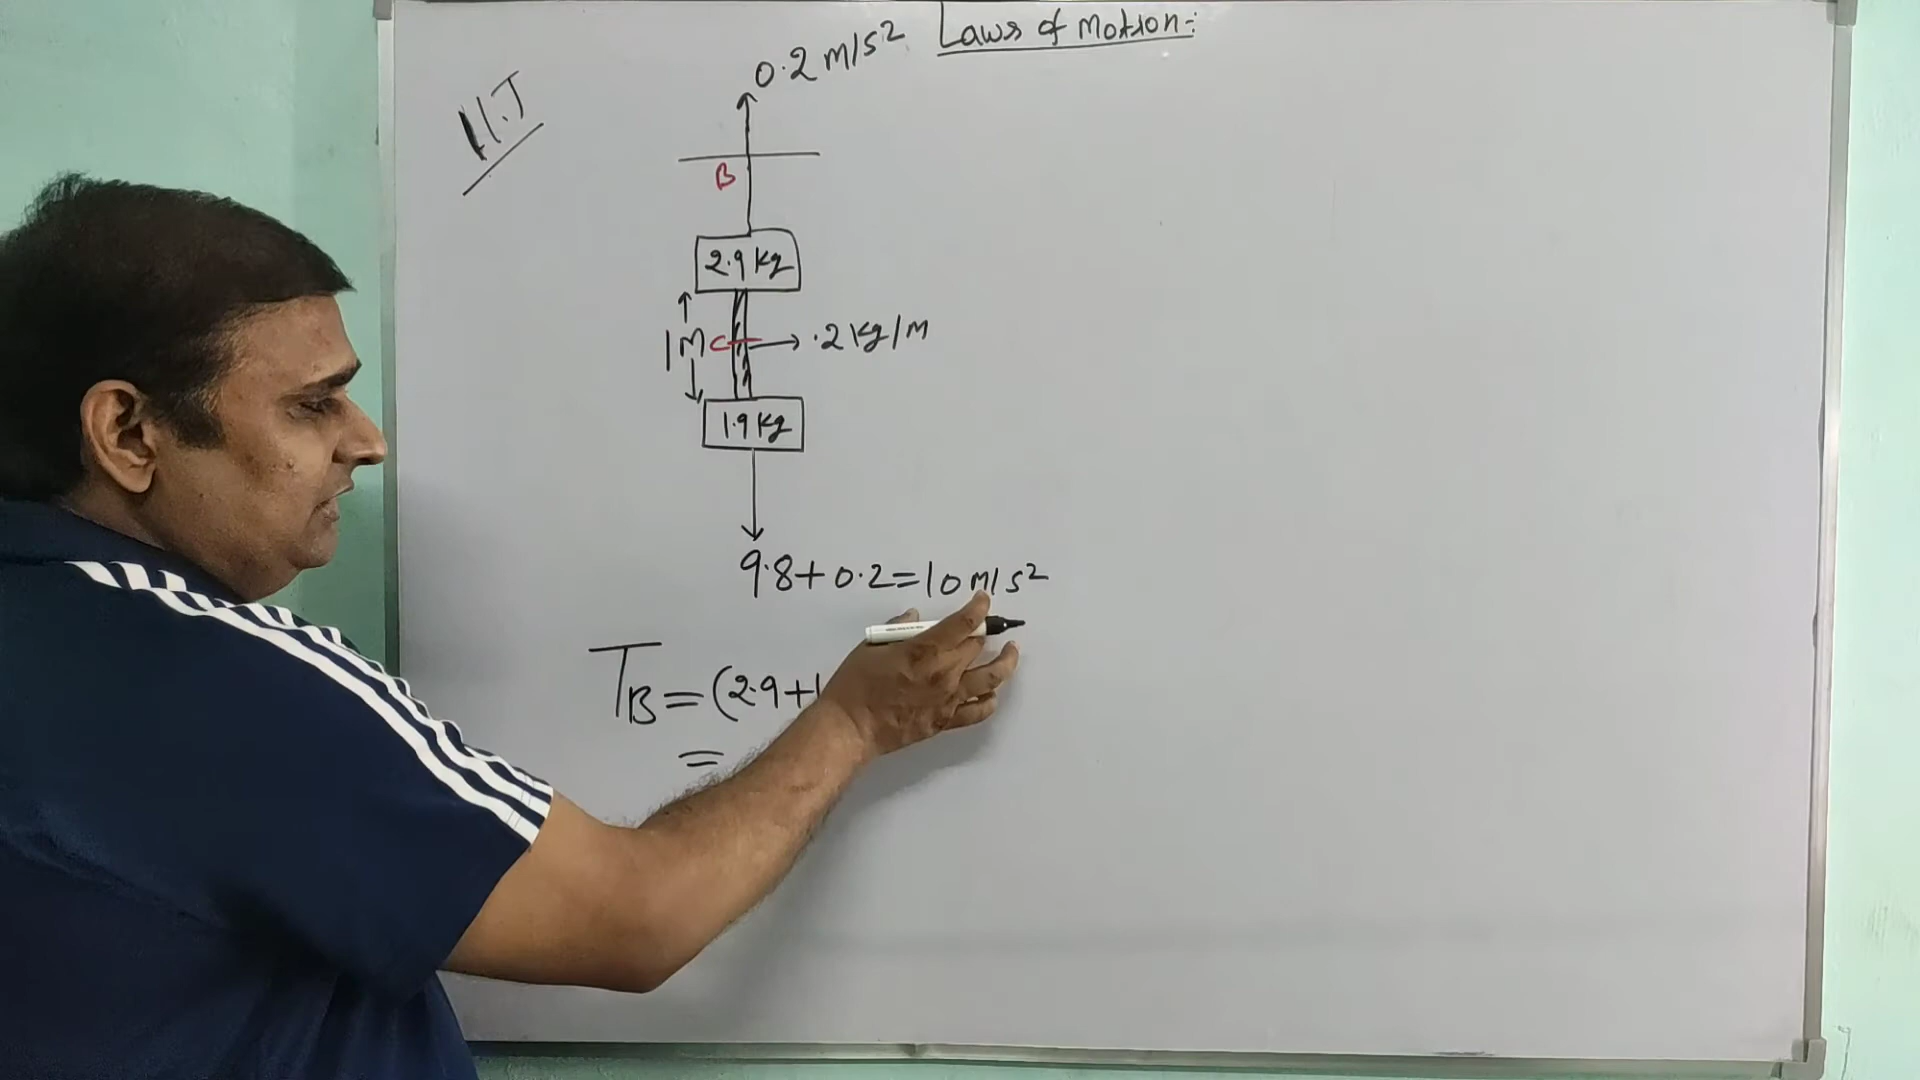 Laws of Motion:
0.2 m/s²
B
2.9 kg
1M
C
.2 kg/m
1.9 kg
9.8+0.2=10 m/s²
T_B = (2.9+1
=